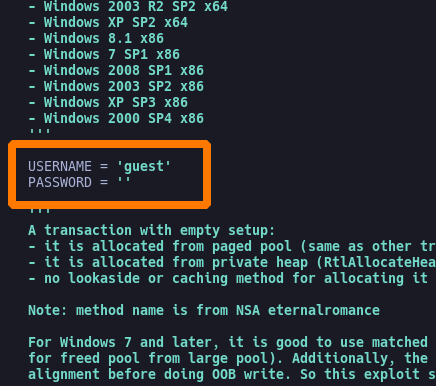 - Windows 2003 R2 SP2 x64
- Windows XP SP2 x64
- Windows 8.1 x86
- Windows 7 SP1 x86
- Windows 2008 SP1 x86
- Windows 2003 SP2 x86
- Windows XP SP3 x86
- Windows 2000 SP4 x86
'''
USERNAME = 'guest'
PASSWORD = ''
'''
A transaction with empty setup:
- it is allocated from paged pool (same as other tr
- it is allocated from private heap (RtlAllocateHea
- no lookaside or caching method for allocating it
Note: method name is from NSA eternalromance
For Windows 7 and later, it is good to use matched
for freed pool from large pool). Additionally, the
alignment before doing OOB write. So this exploit s